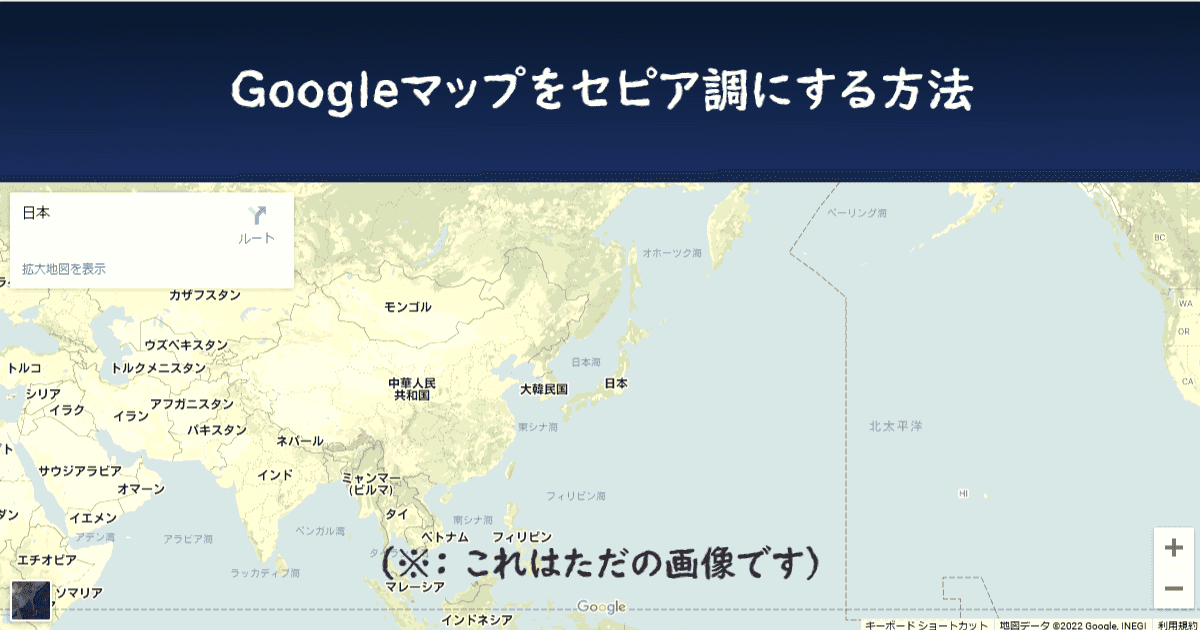 Googleマップをセピア調にする方法
日本
ルート
拡大地図を表示
ベーリング海
オホーツク海
BC
カザフスタン
モンゴル
WA
OR
ウズベキスタン
トルコ
トルクメニスタン
日本海
中華人民
共和国
大韓民国
日本
CA
シリア
イラク
イラン
アフガニスタン
パキスタン
東シナ海
北太平洋
ネパール
サウジアラビア
オマーン
インド
ミャンマー
(ビルマ)
フィリピン海
HI
イエメン
タイ
南シナ海
アデン湾
アラビア海
ベンガル湾
ベトナム
フィリピン
エチオピア
ラッカディブ海
(※: これはただの画像です)
マレーシア
ソマリア
インドネシア
Google
キーボード ショートカット
地図データ ©2022 Google, INEGI
利用規約